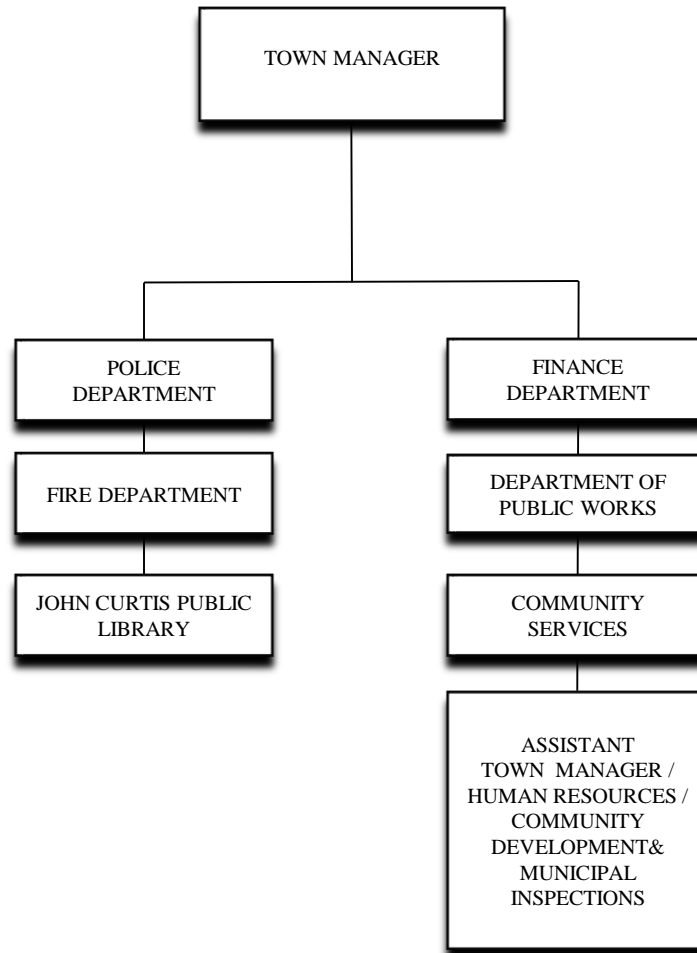 TOWN MANAGER
POLICE
DEPARTMENT
FIRE DEPARTMENT
JOHN CURTIS PUBLIC
LIBRARY
FINANCE
DEPARTMENT
DEPARTMENT OF
PUBLIC WORKS
COMMUNITY
SERVICES
ASSISTANT
TOWN MANAGER /
HUMAN RESOURCES /
COMMUNITY
DEVELOPMENT&
MUNICIPAL
INSPECTIONS